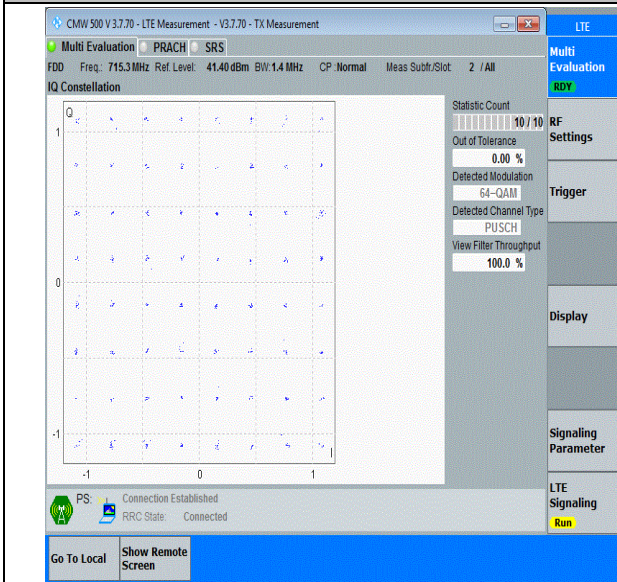 CMW 500 V 3.7.70 - LTE Measurement - V3.7.70 - TX Measurement
LTE
Multi Evaluation PRACH SRS
FDD Freq.: 715.3 MHz Ref. Level: 41.40 dBm BW: 1.4 MHz CP : Normal Meas Subfr./Slot: 2 / All
IQ Constellation
Q
1
0
-1
-1 0 1
I
Statistic Count
10 / 10
Out of Tolerance
0.00 %
Detected Modulation
64-QAM
Detected Channel Type
PUSCH
View Filter Throughput
100.0 %
Multi
Evaluation
RDY
RF
Settings
Trigger
Display
Signaling
Parameter
LTE
Signaling
Run
PS: Connection Established
RRC State: Connected
Go To Local
Show Remote
Screen